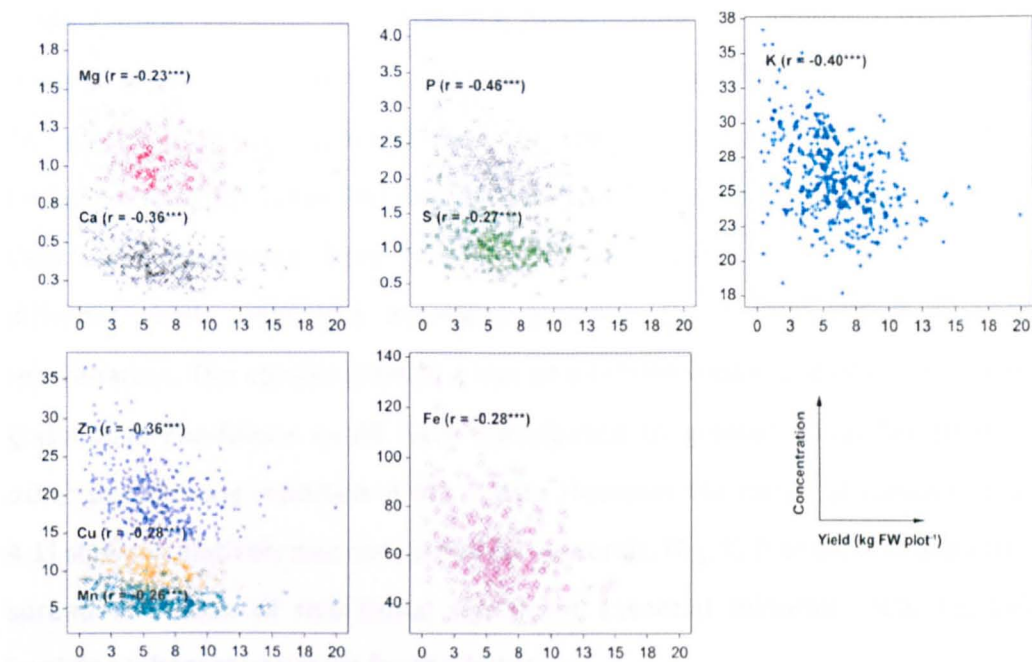 1.8
1.5
1.3
1.0
0.8
0.5
0.3
Mg (r = -0.23***)
Ca (r = -0.36***)
0 3 5 8 10 13 15 18 20
4.0
3.5
3.0
2.5
2.0
1.5
1.0
0.5
P (r = -0.46***)
S (r = -0.27***)
0 3 5 8 10 13 15 18 20
38
35
33
30
28
25
23
20
18
K (r = -0.40***)
0 3 5 8 10 13 15 18 20
35
30
25
20
15
10
5
Zn (r = -0.36***)
Cu (r = -0.28***)
Mn (r = -0.26***)
0 3 5 8 10 13 15 18 20
140
120
100
80
60
40
Fe (r = -0.28***)
0 3 5 8 10 13 15 18 20
Concentration
Yield (kg FW plot⁻¹)